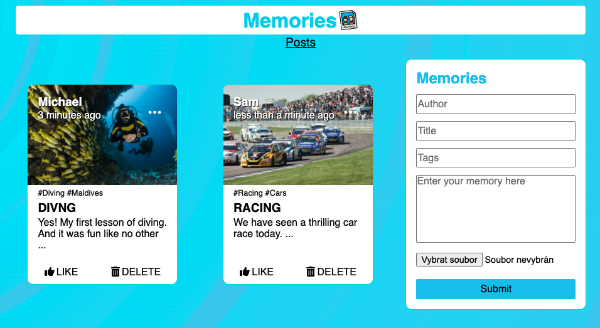 Memories
Posts
Michael
3 minutes ago
...
#Diving #Maldives
DIVNG
Yes! My first lesson of diving.
And it was fun like no other
...
LIKE DELETE
Sam
less than a minute ago
#Racing #Cars
RACING
We have seen a thrilling car
race today. ...
LIKE DELETE
Memories
Author
Title
Tags
Enter your memory here
Vybrat soubor Soubor nevybrán
Submit